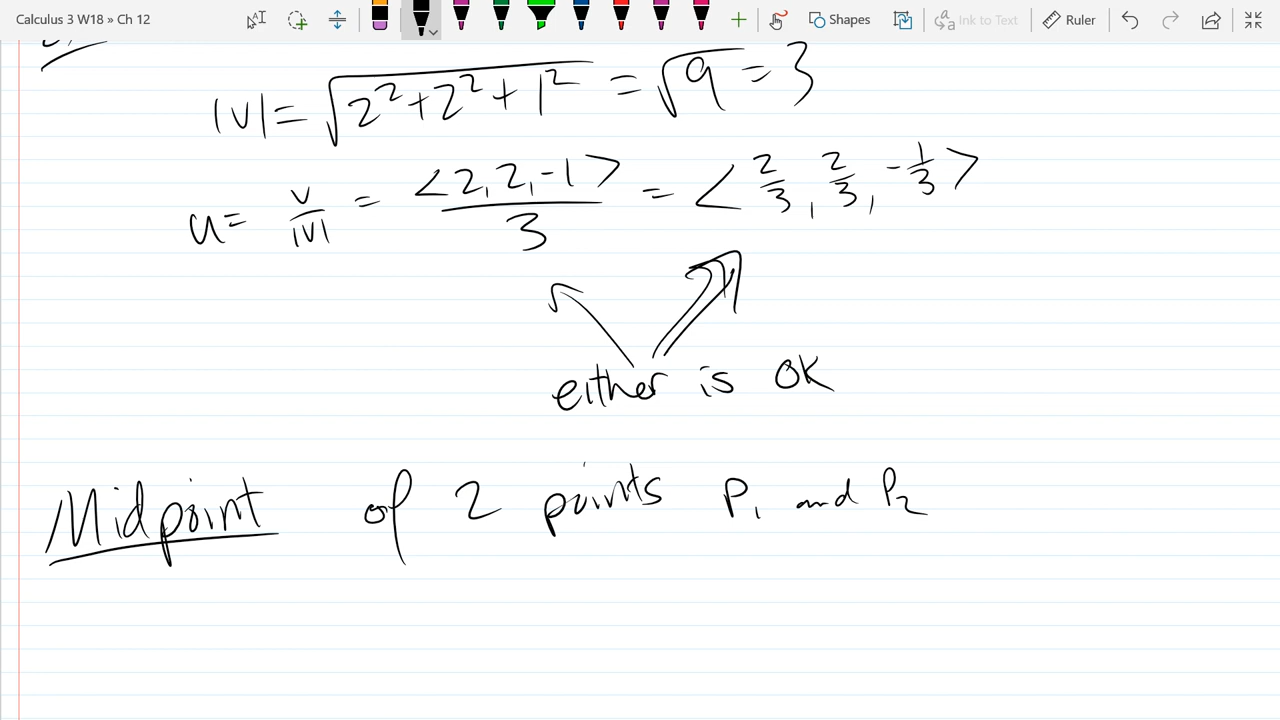 Calculus 3 W18 » Ch 12
Shapes
Ink to Text
Ruler
|v| = √2²+2²+1² = √9 = 3
u = v/|v| = <2, 2, -1>/3 = <2/3, 2/3, -1/3>
either is OK
Midpoint of 2 points P₁ and P₂